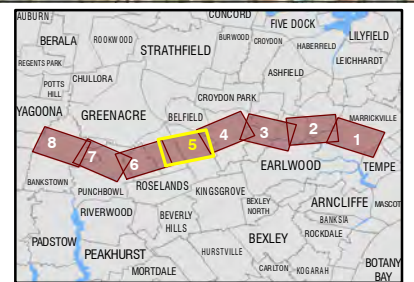 AUBURN
CONCORD
FIVE DOCK
BERALA
ROOKWOOD
STRATHFIELD
BURWOOD
CROYDON
HABERFIELD
LILYFIELD
REGENTS PARK
LEICHHARDT
CHULLORA
ASHFIELD
POTTS
HILL
CROYDON PARK
YAGOONA
GREENACRE
BELFIELD
MARRICKVILLE
8
7
6
5
4
3
2
1
EARLWOOD
TEMPE
BANKSTOWN
PUNCHBOWL
ROSELANDS
KINGSGROVE
RIVERWOOD
BEVERLY
HILLS
BEXLEY
NORTH
ARNCLIFFE
MASCOT
BANKSIA
ROCKDALE
PADSTOW
PEAKHURST
HURSTVILLE
BEXLEY
BOTANY
BAY
MORTDALE
CARLTON
KOGARAH